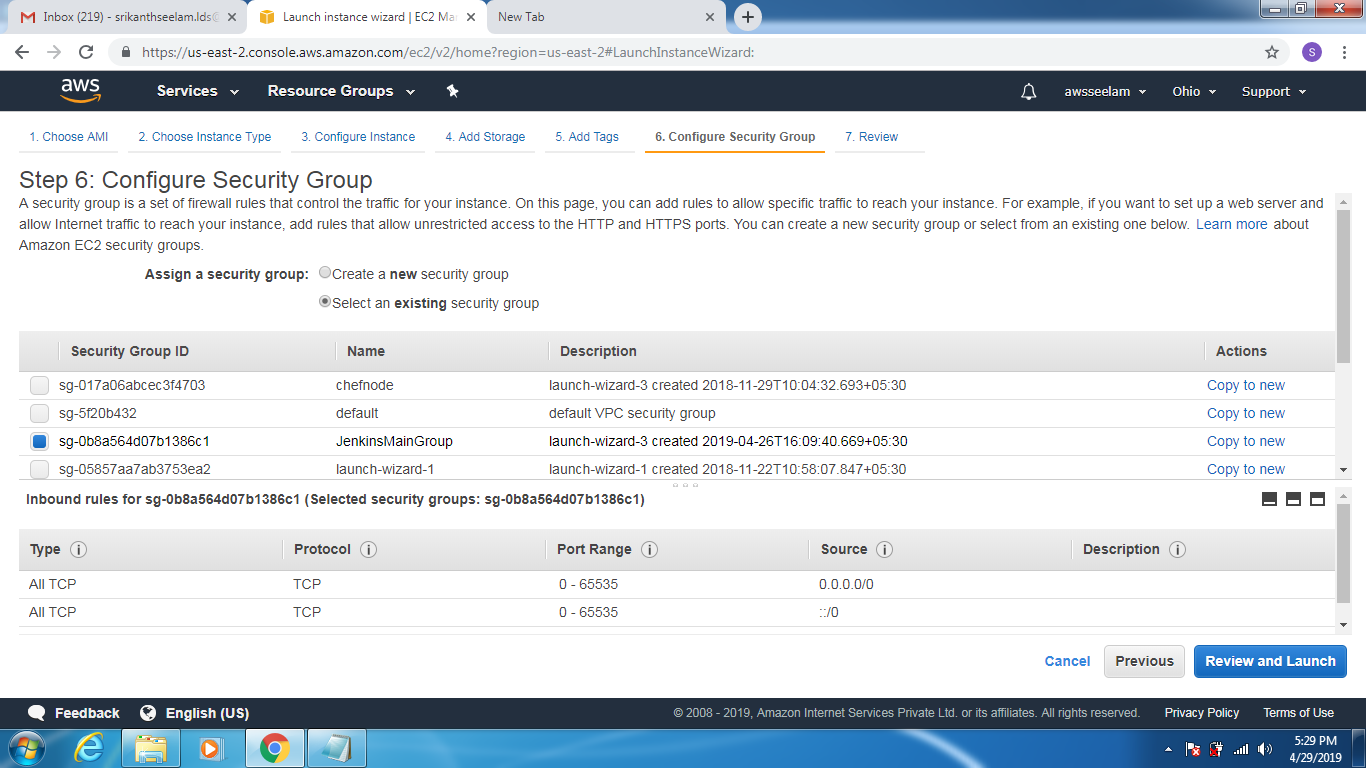 Inbox (219) - srikanthseelam.lds@
Launch instance wizard | EC2 Man
New Tab
https://us-east-2.console.aws.amazon.com/ec2/v2/home?region=us-east-2#LaunchInstanceWizard:
S
aws
Services
Resource Groups
awsseelam
Ohio
Support
1. Choose AMI
2. Choose Instance Type
3. Configure Instance
4. Add Storage
5. Add Tags
6. Configure Security Group
7. Review
Step 6: Configure Security Group
A security group is a set of firewall rules that control the traffic for your instance. On this page, you can add rules to allow specific traffic to reach your instance. For example, if you want to set up a web server and
allow Internet traffic to reach your instance, add rules that allow unrestricted access to the HTTP and HTTPS ports. You can create a new security group or select from an existing one below. Learn more about
Amazon EC2 security groups.
Assign a security group: Create a new security group
Select an existing security group
Security Group ID Name Description Actions
sg-017a06abcec3f4703 chefnode launch-wizard-3 created 2018-11-29T10:04:32.693+05:30 Copy to new
sg-5f20b432 default default VPC security group Copy to new
sg-0b8a564d07b1386c1 JenkinsMainGroup launch-wizard-3 created 2019-04-26T16:09:40.669+05:30 Copy to new
sg-05857aa7ab3753ea2 launch-wizard-1 launch-wizard-1 created 2018-11-22T10:58:07.847+05:30 Copy to new
Inbound rules for sg-0b8a564d07b1386c1 (Selected security groups: sg-0b8a564d07b1386c1)
Type Protocol Port Range Source Description
All TCP TCP 0 - 65535 0.0.0.0/0
All TCP TCP 0 - 65535 ::/0
Cancel Previous Review and Launch
Feedback English (US) © 2008 - 2019, Amazon Internet Services Private Ltd. or its affiliates. All rights reserved. Privacy Policy Terms of Use
5:29 PM
4/29/2019